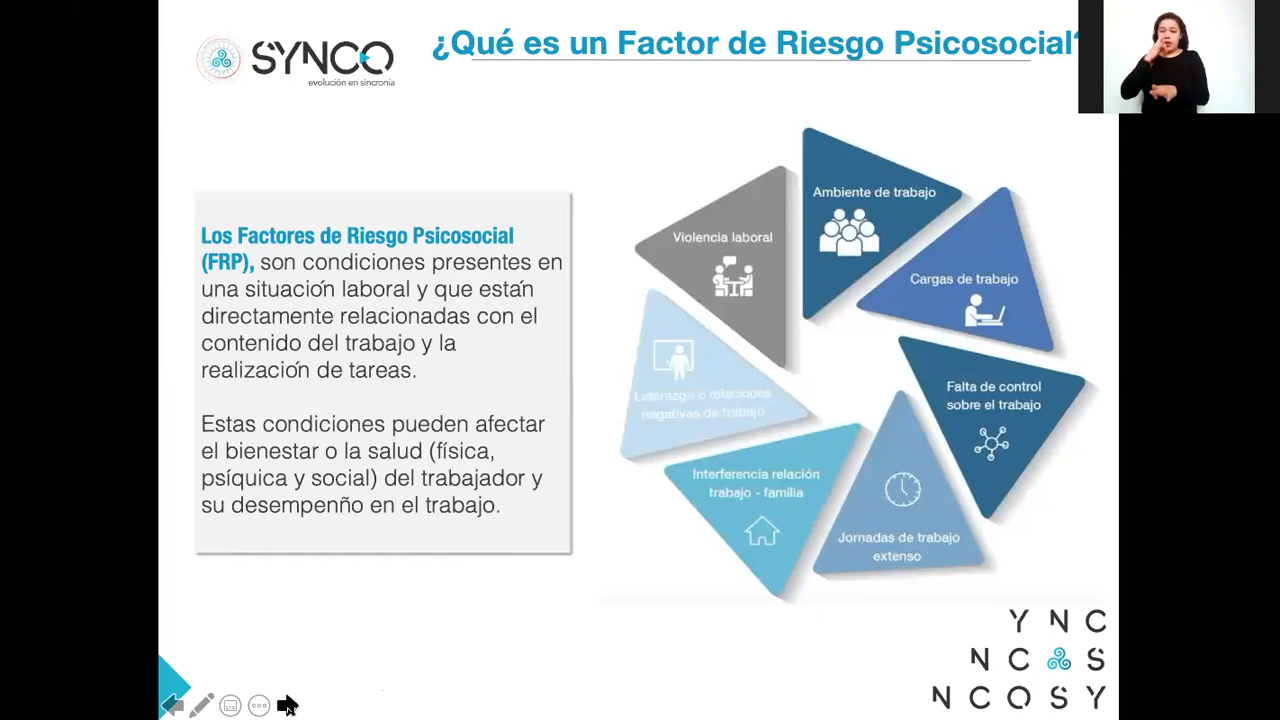 SYNCO
evolución en sincronía
¿Qué es un Factor de Riesgo Psicosocial?
Los Factores de Riesgo Psicosocial
(FRP), son condiciones presentes en
una situación laboral y que están
directamente relacionadas con el
contenido del trabajo y la
realización de tareas.
Estas condiciones pueden afectar
el bienestar o la salud (física,
psíquica y social) del trabajador y
su desempenño en el trabajo.
Ambiente de trabajo
Cargas de trabajo
Falta de control
sobre el trabajo
Jornadas de trabajo
extenso
Interferencia relación
trabajo - familia
Liderazgo o relaciones
negativas de trabajo
Violencia laboral
YNC
NC S
NCOSY